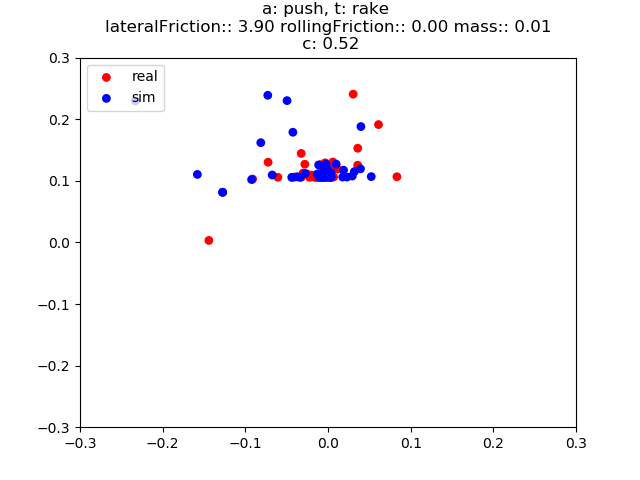 a: push, t: rake
lateralFriction:: 3.90 rollingFriction:: 0.00 mass:: 0.01
c: 0.52
real
sim
0.3
0.2
0.1
0.0
−0.1
−0.2
−0.3
−0.3 −0.2 −0.1 0.0 0.1 0.2 0.3